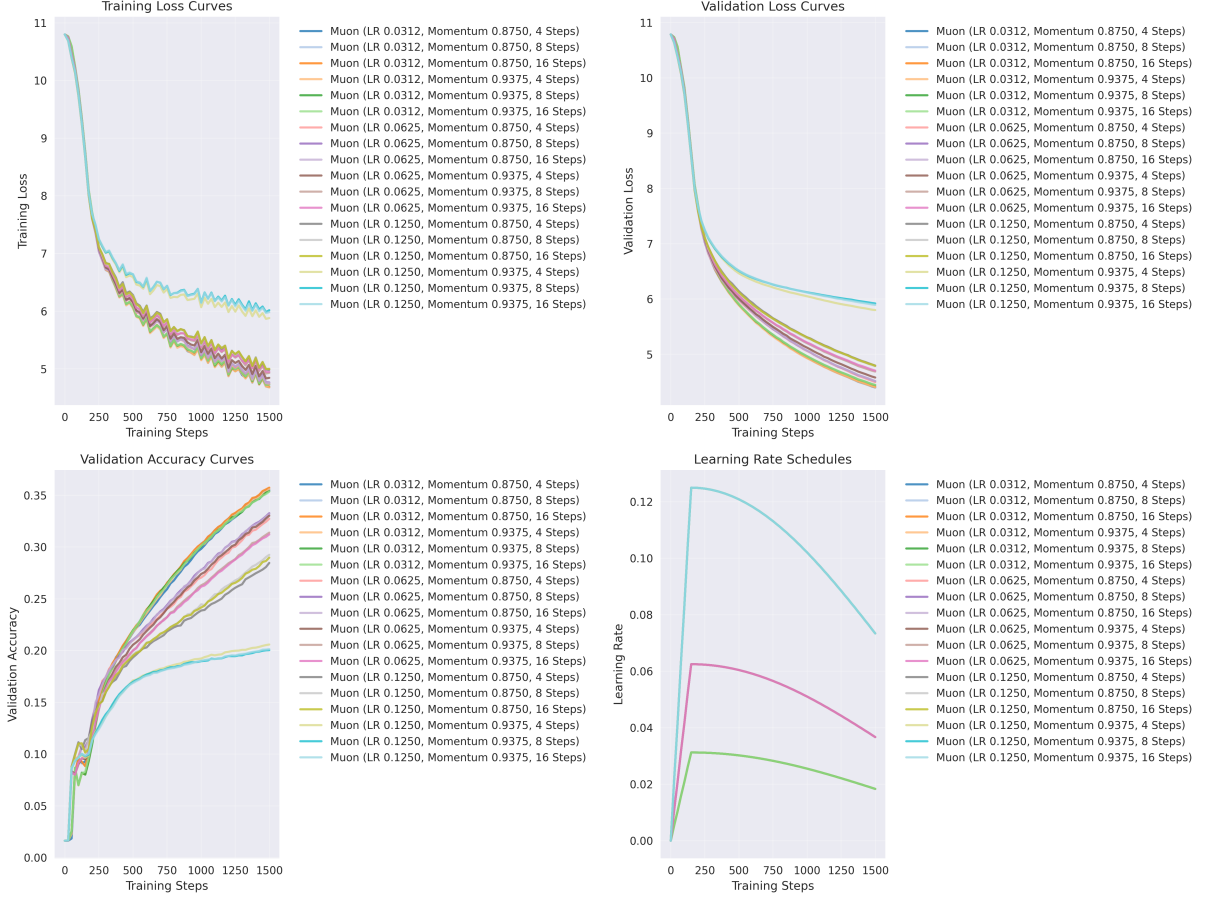 Training Loss Curves
11
10
9
8
7
6
5
Training Loss
0 250 500 750 1000 1250 1500
Training Steps
Muon (LR 0.0312, Momentum 0.8750, 4 Steps)
Muon (LR 0.0312, Momentum 0.8750, 8 Steps)
Muon (LR 0.0312, Momentum 0.8750, 16 Steps)
Muon (LR 0.0312, Momentum 0.9375, 4 Steps)
Muon (LR 0.0312, Momentum 0.9375, 8 Steps)
Muon (LR 0.0312, Momentum 0.9375, 16 Steps)
Muon (LR 0.0625, Momentum 0.8750, 4 Steps)
Muon (LR 0.0625, Momentum 0.8750, 8 Steps)
Muon (LR 0.0625, Momentum 0.8750, 16 Steps)
Muon (LR 0.0625, Momentum 0.9375, 4 Steps)
Muon (LR 0.0625, Momentum 0.9375, 8 Steps)
Muon (LR 0.0625, Momentum 0.9375, 16 Steps)
Muon (LR 0.1250, Momentum 0.8750, 4 Steps)
Muon (LR 0.1250, Momentum 0.8750, 8 Steps)
Muon (LR 0.1250, Momentum 0.8750, 16 Steps)
Muon (LR 0.1250, Momentum 0.9375, 4 Steps)
Muon (LR 0.1250, Momentum 0.9375, 8 Steps)
Muon (LR 0.1250, Momentum 0.9375, 16 Steps)
Validation Loss Curves
11
10
9
8
7
6
5
Validation Loss
0 250 500 750 1000 1250 1500
Training Steps
Muon (LR 0.0312, Momentum 0.8750, 4 Steps)
Muon (LR 0.0312, Momentum 0.8750, 8 Steps)
Muon (LR 0.0312, Momentum 0.8750, 16 Steps)
Muon (LR 0.0312, Momentum 0.9375, 4 Steps)
Muon (LR 0.0312, Momentum 0.9375, 8 Steps)
Muon (LR 0.0312, Momentum 0.9375, 16 Steps)
Muon (LR 0.0625, Momentum 0.8750, 4 Steps)
Muon (LR 0.0625, Momentum 0.8750, 8 Steps)
Muon (LR 0.0625, Momentum 0.8750, 16 Steps)
Muon (LR 0.0625, Momentum 0.9375, 4 Steps)
Muon (LR 0.0625, Momentum 0.9375, 8 Steps)
Muon (LR 0.0625, Momentum 0.9375, 16 Steps)
Muon (LR 0.1250, Momentum 0.8750, 4 Steps)
Muon (LR 0.1250, Momentum 0.8750, 8 Steps)
Muon (LR 0.1250, Momentum 0.8750, 16 Steps)
Muon (LR 0.1250, Momentum 0.9375, 4 Steps)
Muon (LR 0.1250, Momentum 0.9375, 8 Steps)
Muon (LR 0.1250, Momentum 0.9375, 16 Steps)
Validation Accuracy Curves
0.35
0.30
0.25
0.20
0.15
0.10
0.05
0.00
Validation Accuracy
0 250 500 750 1000 1250 1500
Training Steps
Muon (LR 0.0312, Momentum 0.8750, 4 Steps)
Muon (LR 0.0312, Momentum 0.8750, 8 Steps)
Muon (LR 0.0312, Momentum 0.8750, 16 Steps)
Muon (LR 0.0312, Momentum 0.9375, 4 Steps)
Muon (LR 0.0312, Momentum 0.9375, 8 Steps)
Muon (LR 0.0312, Momentum 0.9375, 16 Steps)
Muon (LR 0.0625, Momentum 0.8750, 4 Steps)
Muon (LR 0.0625, Momentum 0.8750, 8 Steps)
Muon (LR 0.0625, Momentum 0.8750, 16 Steps)
Muon (LR 0.0625, Momentum 0.9375, 4 Steps)
Muon (LR 0.0625, Momentum 0.9375, 8 Steps)
Muon (LR 0.0625, Momentum 0.9375, 16 Steps)
Muon (LR 0.1250, Momentum 0.8750, 4 Steps)
Muon (LR 0.1250, Momentum 0.8750, 8 Steps)
Muon (LR 0.1250, Momentum 0.8750, 16 Steps)
Muon (LR 0.1250, Momentum 0.9375, 4 Steps)
Muon (LR 0.1250, Momentum 0.9375, 8 Steps)
Muon (LR 0.1250, Momentum 0.9375, 16 Steps)
Learning Rate Schedules
0.12
0.10
0.08
0.06
0.04
0.02
0.00
Learning Rate
0 250 500 750 1000 1250 1500
Training Steps
Muon (LR 0.0312, Momentum 0.8750, 4 Steps)
Muon (LR 0.0312, Momentum 0.8750, 8 Steps)
Muon (LR 0.0312, Momentum 0.8750, 16 Steps)
Muon (LR 0.0312, Momentum 0.9375, 4 Steps)
Muon (LR 0.0312, Momentum 0.9375, 8 Steps)
Muon (LR 0.0312, Momentum 0.9375, 16 Steps)
Muon (LR 0.0625, Momentum 0.8750, 4 Steps)
Muon (LR 0.0625, Momentum 0.8750, 8 Steps)
Muon (LR 0.0625, Momentum 0.8750, 16 Steps)
Muon (LR 0.0625, Momentum 0.9375, 4 Steps)
Muon (LR 0.0625, Momentum 0.9375, 8 Steps)
Muon (LR 0.0625, Momentum 0.9375, 16 Steps)
Muon (LR 0.1250, Momentum 0.8750, 4 Steps)
Muon (LR 0.1250, Momentum 0.8750, 8 Steps)
Muon (LR 0.1250, Momentum 0.8750, 16 Steps)
Muon (LR 0.1250, Momentum 0.9375, 4 Steps)
Muon (LR 0.1250, Momentum 0.9375, 8 Steps)
Muon (LR 0.1250, Momentum 0.9375, 16 Steps)